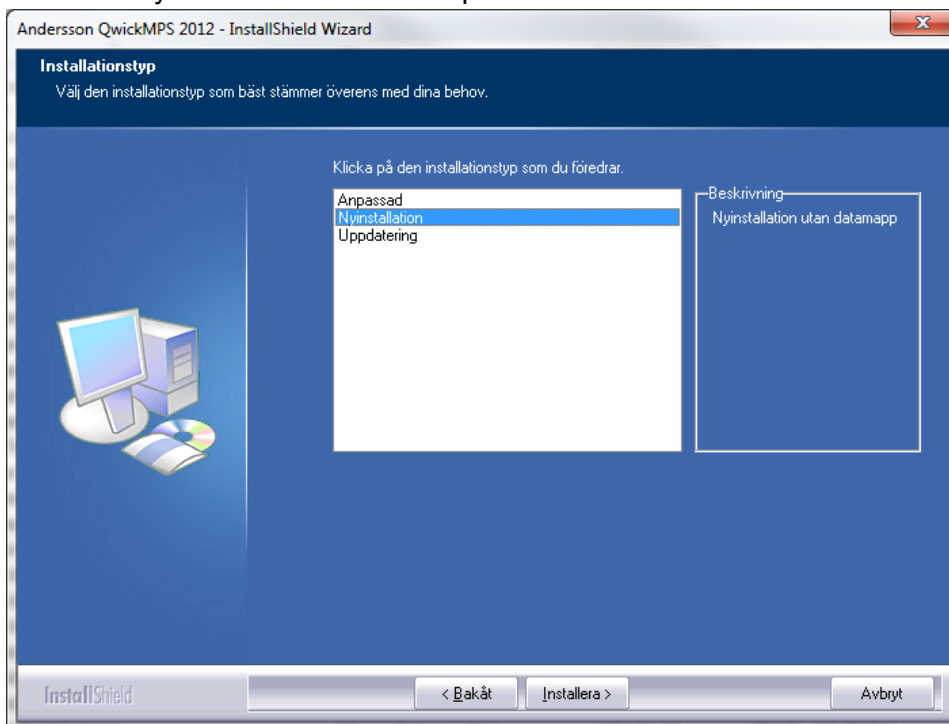 Andersson QwickMPS 2012 - InstallShield Wizard
Installationstyp
Välj den installationstyp som bäst stämmer överens med dina behov.
Klicka på den installationstyp som du föredrar.
Anpassad
Nyinstallation
Uppdatering
Beskrivning
Nyinstallation utan datamapp
InstallShield
< Bakåt
Installera >
Avbryt